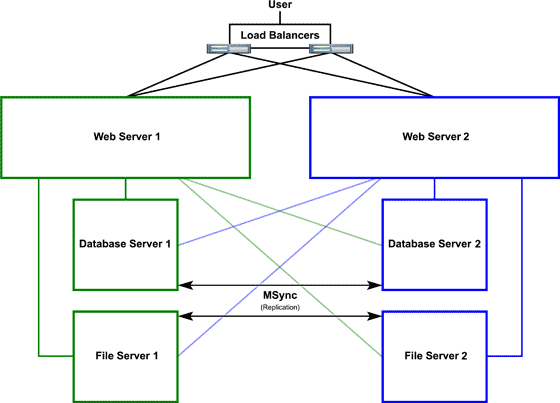 User
Load Balancers
Web Server 1
Web Server 2
Database Server 1
Database Server 2
MSync
(Replication)
File Server 1
File Server 2